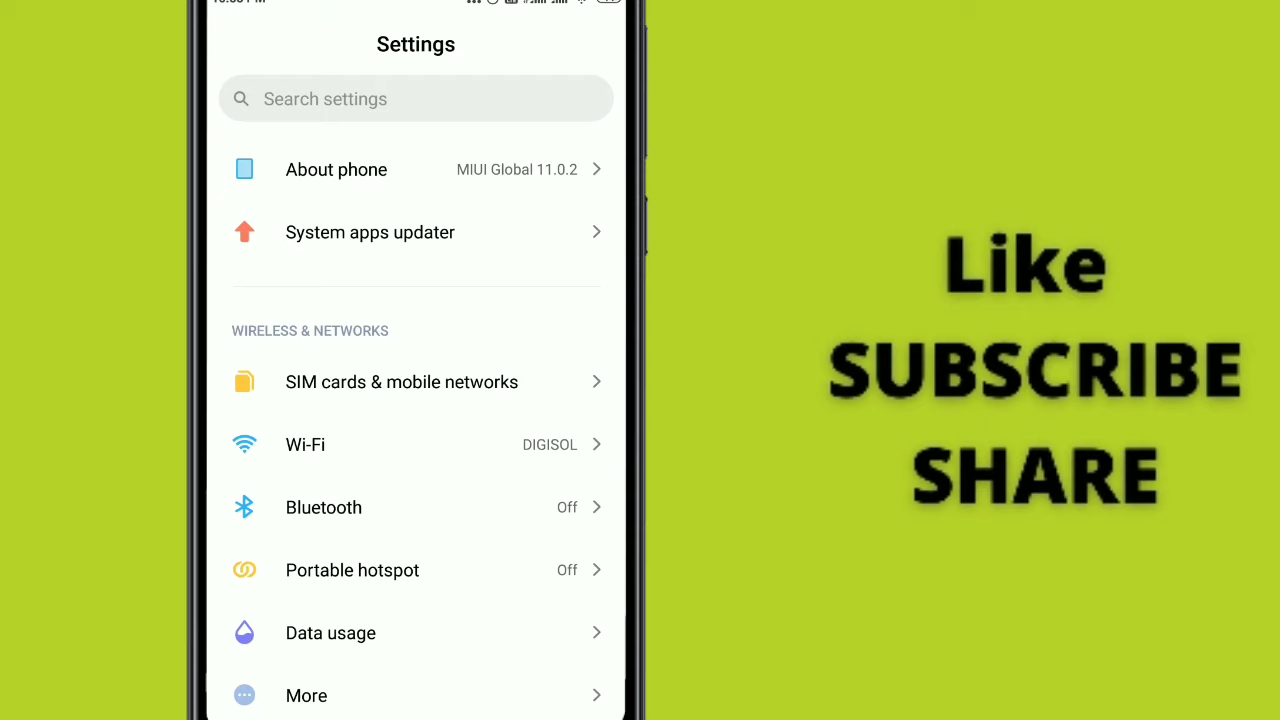 Settings
Search settings
About phone MIUI Global 11.0.2
System apps updater
WIRELESS & NETWORKS
SIM cards & mobile networks
Wi-Fi DIGISOL
Bluetooth Off
Portable hotspot Off
Data usage
More
Like
SUBSCRIBE
SHARE